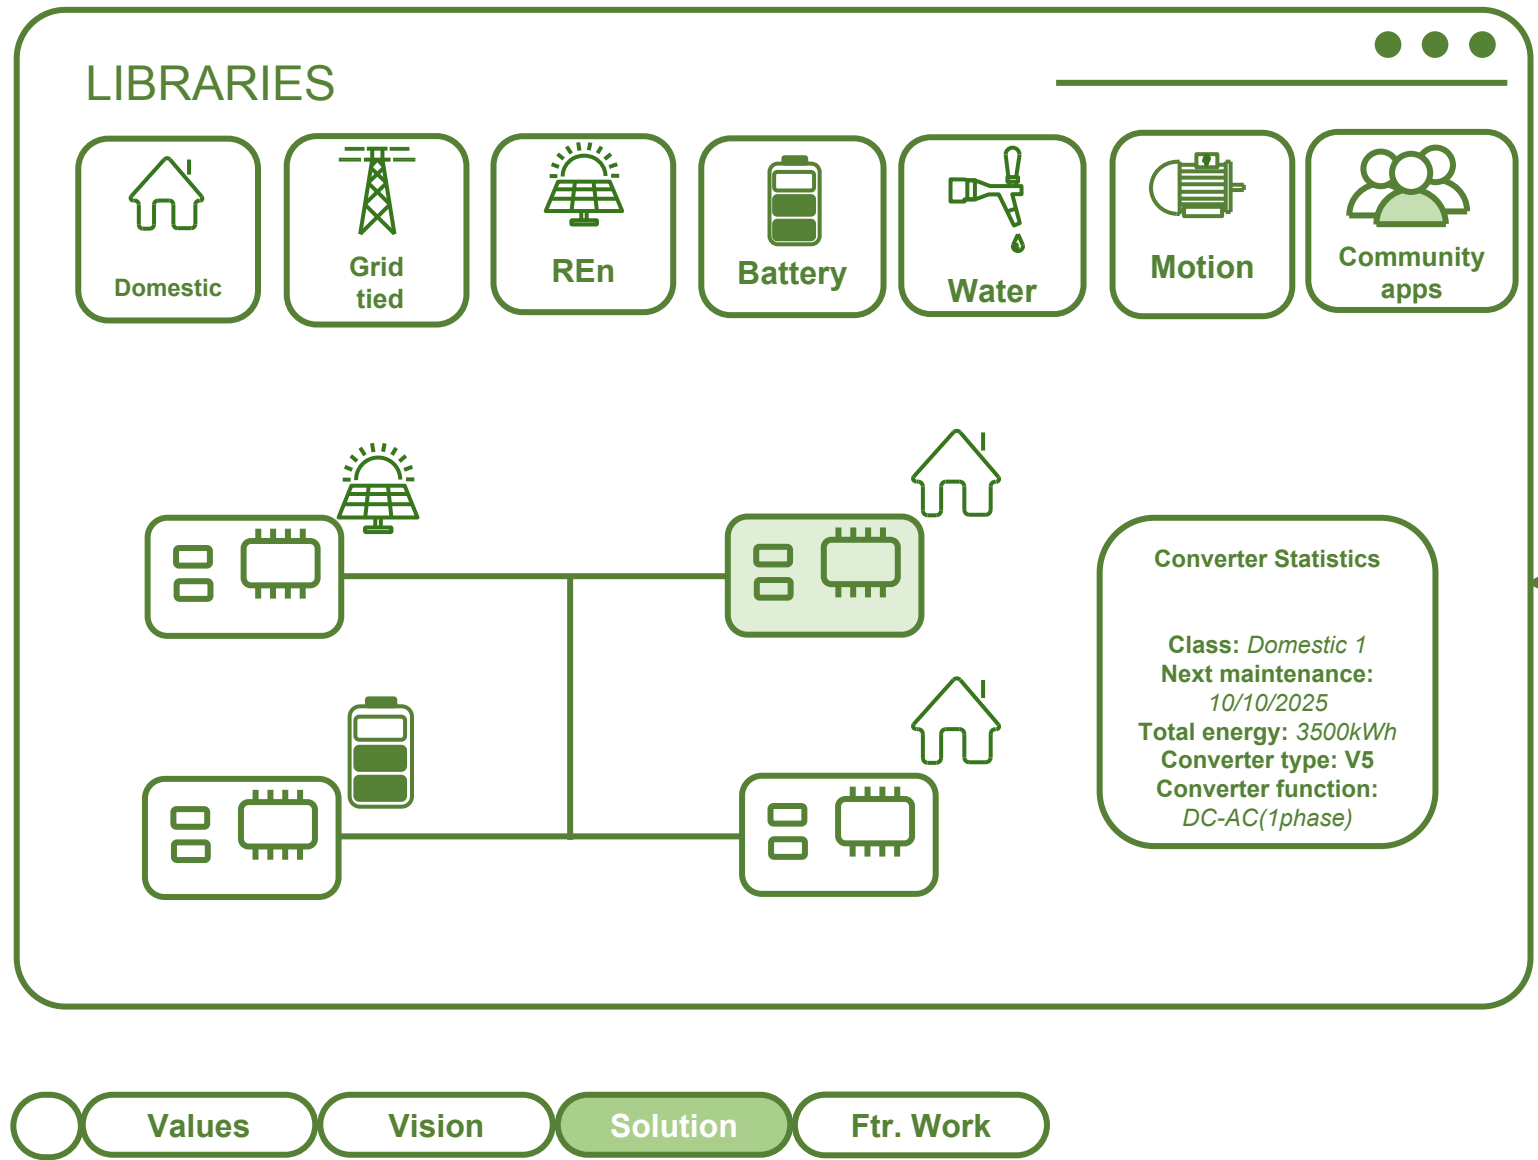 LIBRARIES
Domestic
Grid
tied
REn
Battery
Water
Motion
Community
apps
Converter Statistics
Class: Domestic 1
Next maintenance:
10/10/2025
Total energy: 3500kWh
Converter type: V5
Converter function:
DC-AC(1phase)
Values
Vision
Solution
Ftr. Work